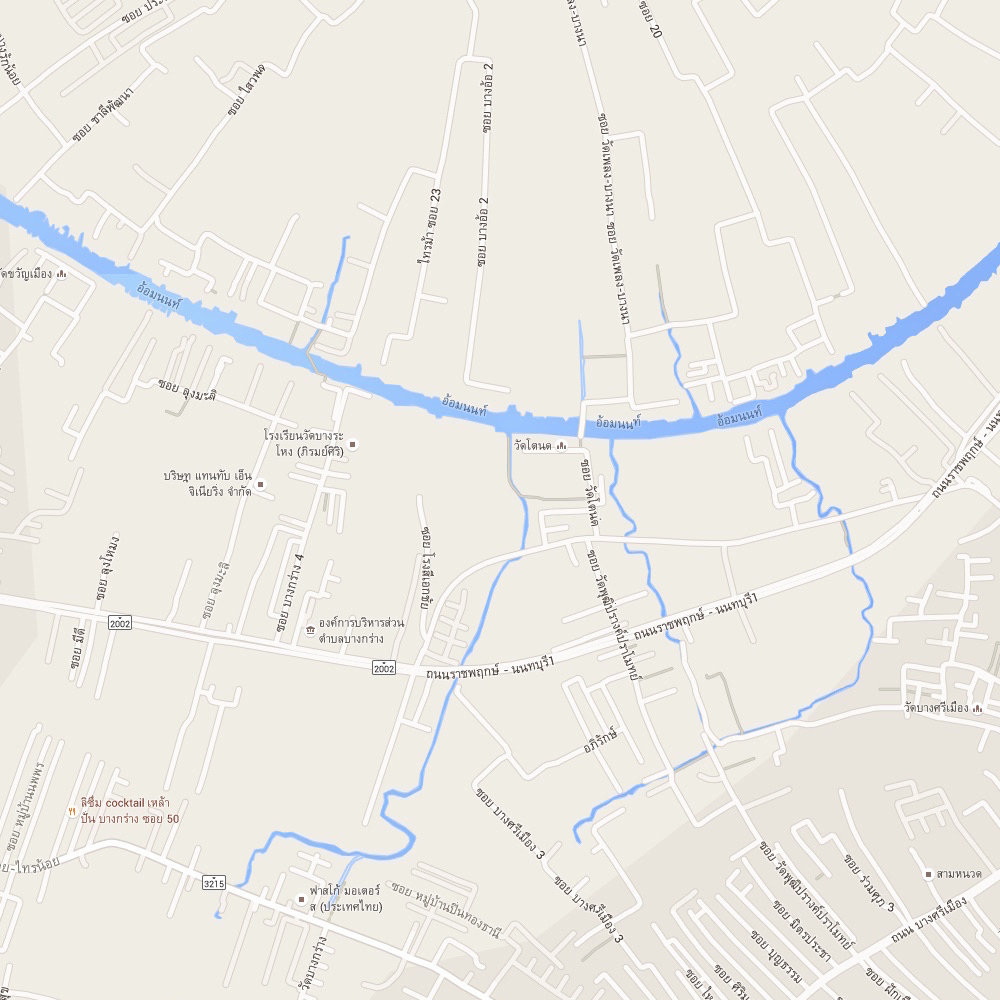 ซอย 20
ซอย ชาลีพัฒนา
ซอย ไสวพล
ซอย บางอ้อ 2
ซอย บางอ้อ 2
ไทรม้า ซอย 23
ซอย วัดเพลง-บางนา
ซอย วัดเพลง-บางนา
วัดขวัญเมือง
อ้อมนนท์
ซอย ลุงมะลิ
อ้อมนนท์
อ้อมนนท์
อ้อมนนท์
โรงเรียนวัดบางระ
โหง (ภิรมย์ศิริ)
วัดโตนด
บริษัท แทนทับ เอ็น
จิเนียริ่ง จำกัด
ซอย วัดโตนด
ถนนราชพฤกษ์ - นนทบุรี1
ซอย ลุงโหมง
ซอย ลุงมะลิ
ซอย บางกร่าง 4
ซอย โรงสีเอกชัย
ซอย วัดพุฒิปรางค์ปราโมทย์
2002
องค์การบริหารส่วน
ตำบลบางกร่าง
ซอย มีดี
2002
ถนนราชพฤกษ์ - นนทบุรี1
ถนนราชพฤกษ์ - นนทบุรี1
วัดบางศรีเมือง
อภิรักษ์
ซอย หมู่บ้านนพพร
ลิซึ่ม cocktail เหล้า
ปั่น บางกร่าง ซอย 50
ซอย บางศรีเมือง 3
3215
ฟาสโก้ มอเตอร์
ส (ประเทศไทย)
ซอย หมู่บ้านปิ่นทองธานี
ซอย บางศรีเมือง 3
ซอย วัดพุฒิปรางค์ปราโมทย์
ซอย ร่วมศุภ 3
สามหนวด
ถนน บางศรีเมือง
ซอย มิตรประชา
ซอย บุญธรรม
วัดบางกร่าง